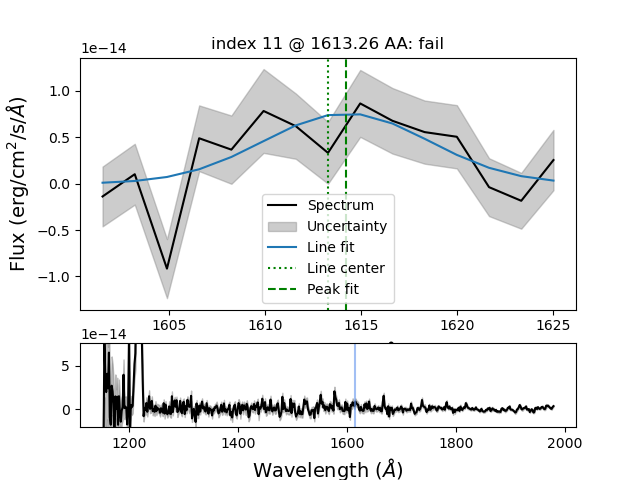 index 11 @ 1613.26 AA: fail
1e−14
1.0
0.5
0.0
−0.5
−1.0
Flux (erg/cm²/s/Å)
Spectrum
Uncertainty
Line fit
Line center
Peak fit
1605 1610 1615 1620 1625
1e−14
5
0
1200 1400 1600 1800 2000
Wavelength (Å)